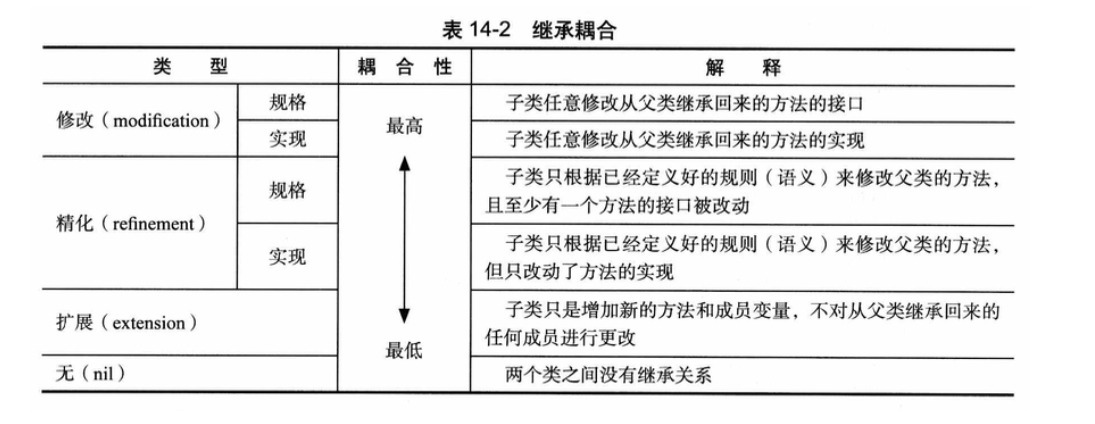 表 14-2 继承耦合
类 型 耦 合 性 解 释
修改（modification） 规格 最高 子类任意修改从父类继承回来的方法的接口
实现 子类任意修改从父类继承回来的方法的实现
精化（refinement） 规格 子类只根据已经定义好的规则（语义）来修改父类的方法，
且至少有一个方法的接口被改动
实现 子类只根据已经定义好的规则（语义）来修改父类的方法，
但只改动了方法的实现
扩展（extension） 最低 子类只是增加新的方法和成员变量，不对从父类继承回来的
任何成员进行更改
无（nil） 两个类之间没有继承关系